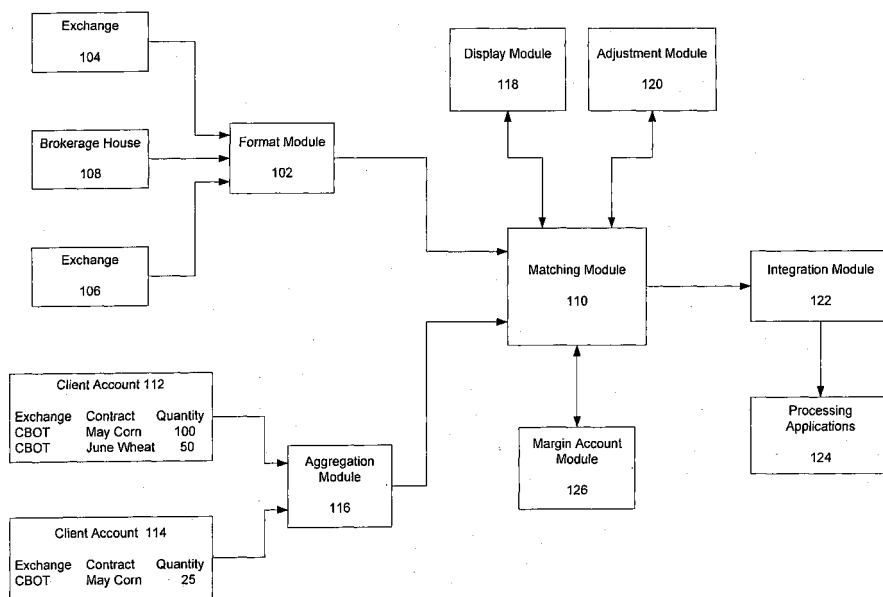 Exchange
104
Brokerage House
108
Exchange
106
Format Module
102
Display Module
118
Adjustment Module
120
Matching Module
110
Integration Module
122
Processing
Applications
124
Margin Account
Module
126
Client Account 112
Exchange Contract Quantity
CBOT May Corn 100
CBOT June Wheat 50
Aggregation
Module
116
Client Account 114
Exchange Contract Quantity
CBOT May Corn 25